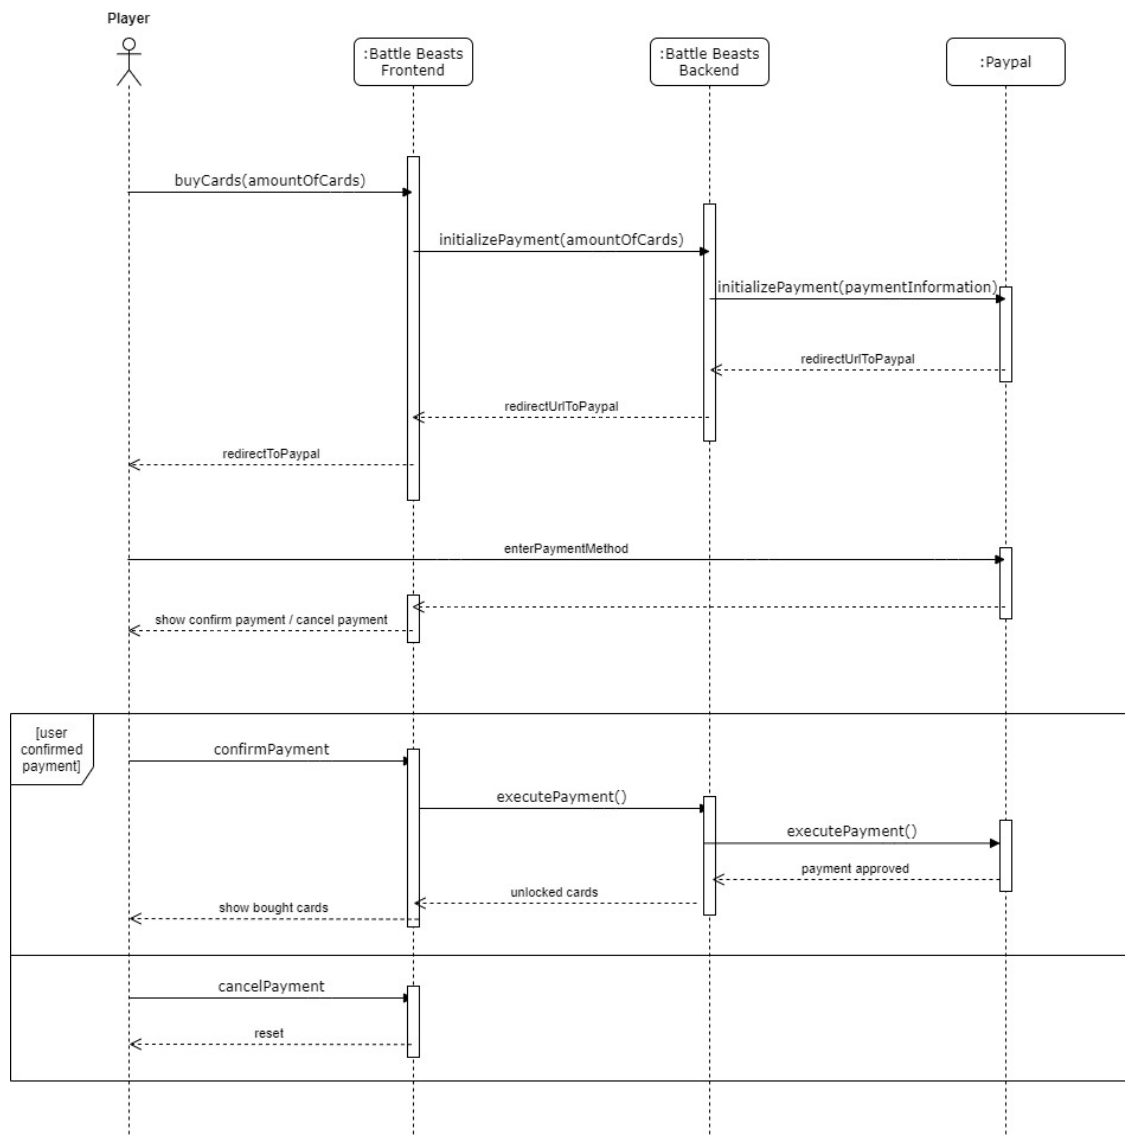 Player
:Battle Beasts
Frontend
:Battle Beasts
Backend
:Paypal
buyCards(amountOfCards)
initializePayment(amountOfCards)
initializePayment(paymentInformation)
redirectUrlToPaypal
redirectUrlToPaypal
redirectToPaypal
enterPaymentMethod
show confirm payment / cancel payment
[user
confirmed
payment]
confirmPayment
executePayment()
executePayment()
payment approved
unlocked cards
show bought cards
cancelPayment
reset